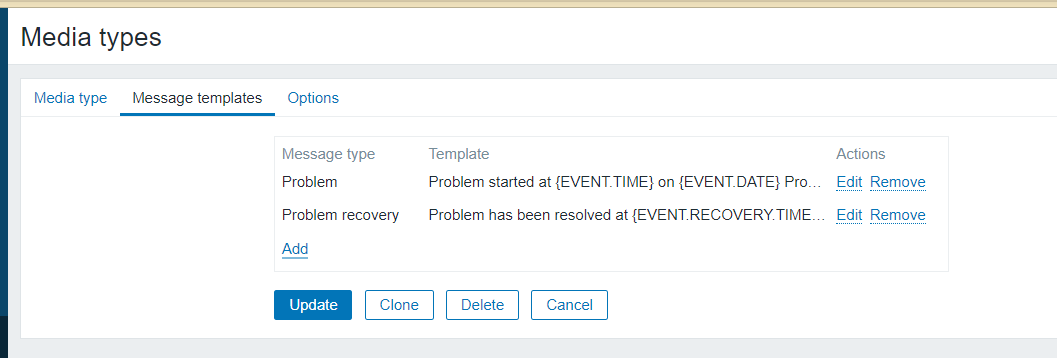 Media types
Media type Message templates Options
Message type Template Actions
Problem Problem started at {EVENT.TIME} on {EVENT.DATE} Pro... Edit Remove
Problem recovery Problem has been resolved at {EVENT.RECOVERY.TIME... Edit Remove
Add
Update Clone Delete Cancel